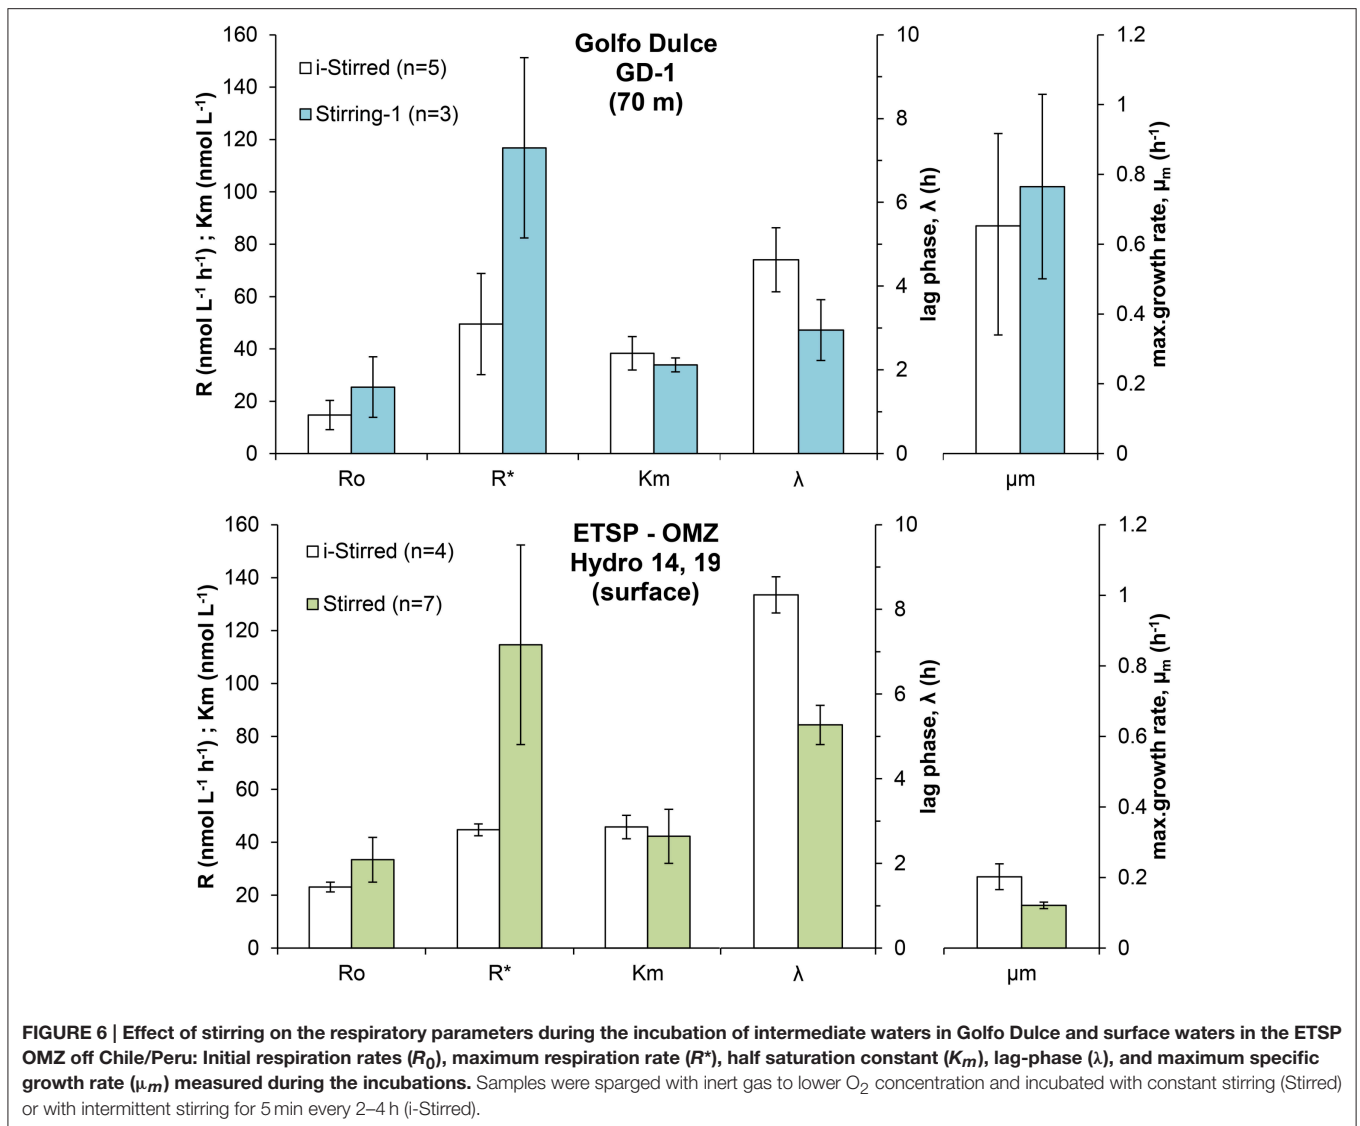 Golfo Dulce
GD-1
(70 m)
i-Stirred (n=5)
Stirring-1 (n=3)
R (nmol L-1 h-1) ; Km (nmol L-1)
160
140
120
100
80
60
40
20
0
Ro
R*
Km
λ
10
8
6
4
2
0
lag phase, λ (h)
µm
1.2
1
0.8
0.6
0.4
0.2
0
max.growth rate, µm (h-1)
ETSP - OMZ
Hydro 14, 19
(surface)
i-Stirred (n=4)
Stirred (n=7)
R (nmol L-1 h-1) ; Km (nmol L-1)
160
140
120
100
80
60
40
20
0
Ro
R*
Km
λ
10
8
6
4
2
0
lag phase, λ (h)
µm
1.2
1
0.8
0.6
0.4
0.2
0
max.growth rate, µm (h-1)
FIGURE 6 | Effect of stirring on the respiratory parameters during the incubation of intermediate waters in Golfo Dulce and surface waters in the ETSP
OMZ off Chile/Peru: Initial respiration rates (R0), maximum respiration rate (R*), half saturation constant (Km), lag-phase (λ), and maximum specific
growth rate (µm) measured during the incubations. Samples were sparged with inert gas to lower O2 concentration and incubated with constant stirring (Stirred)
or with intermittent stirring for 5 min every 2–4 h (i-Stirred).